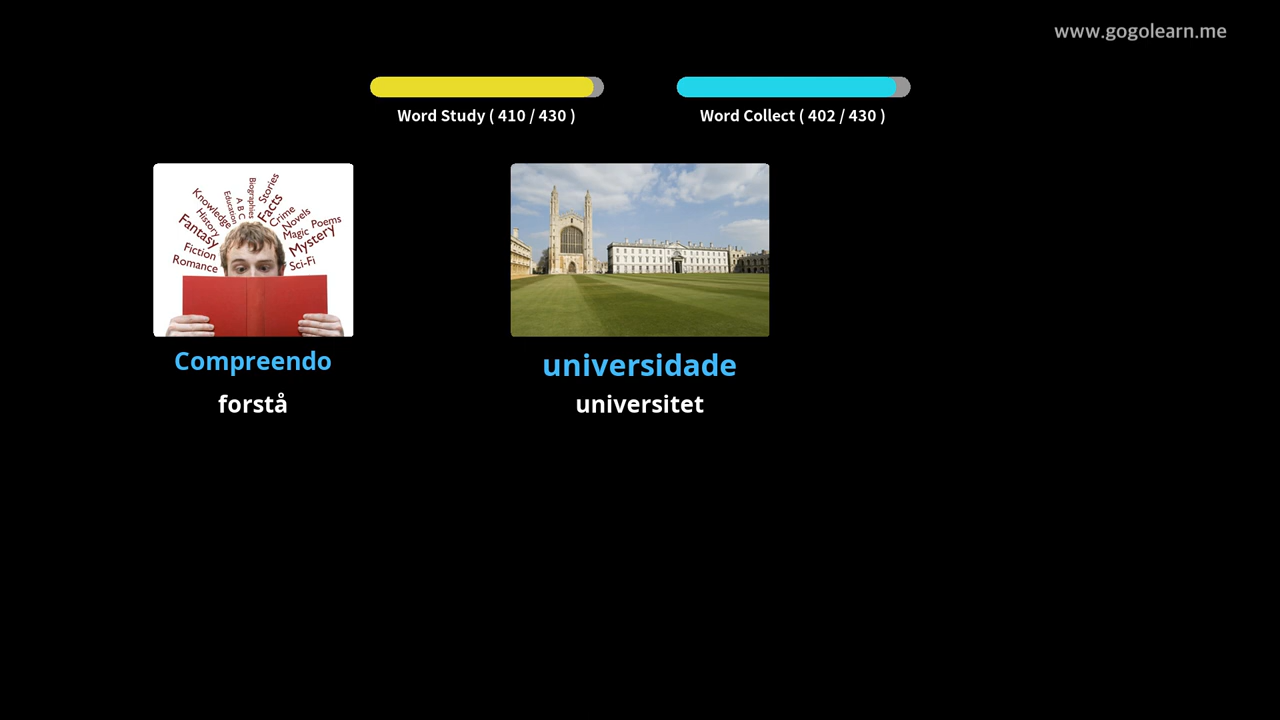 www.gogolearn.me
Word Study ( 410 / 430 )
Word Collect ( 402 / 430 )
Knowledge
History
Fantasy
Fiction
Romance
Education
A B C
Biographies
Stories
Facts
Crime
Novels
Magic
Poems
Mystery
Sci-Fi
Compreendo
forstå
universidade
universitet